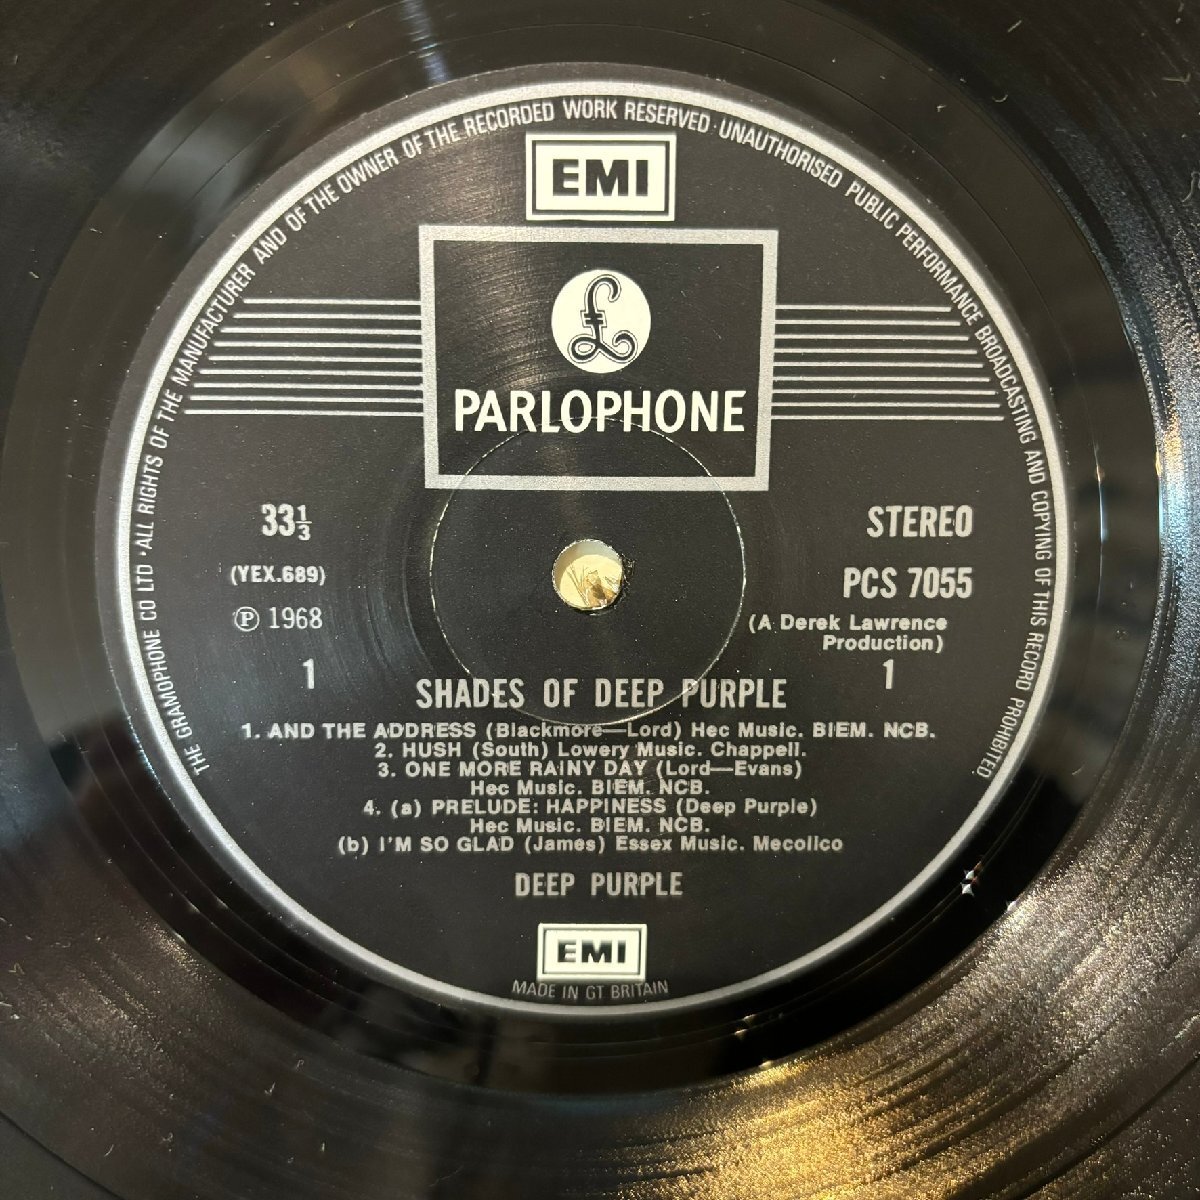 THE GRAMOPHONE CO LTD · ALL RIGHTS OF THE MANUFACTURER AND OF THE OWNER OF THE RECORDED WORK RESERVED · UNAUTHORISED PUBLIC PERFORMANCE BROADCASTING AND COPYING OF THIS RECORD PROHIBITED
EMI
£
PARLOPHONE
33⅓
STEREO
(YEX.689)
PCS 7055
Ⓟ 1968
(A Derek Lawrence
Production)
1
1
SHADES OF DEEP PURPLE
1. AND THE ADDRESS (Blackmore—Lord) Hec Music. BIEM. NCB.
2. HUSH (South) Lowery Music. Chappell.
3. ONE MORE RAINY DAY (Lord—Evans)
Hec Music. BIEM. NCB.
4. (a) PRELUDE: HAPPINESS (Deep Purple)
Hec Music. BIEM. NCB.
(b) I'M SO GLAD (James) Essex Music. Mecolico
DEEP PURPLE
EMI
MADE IN GT BRITAIN